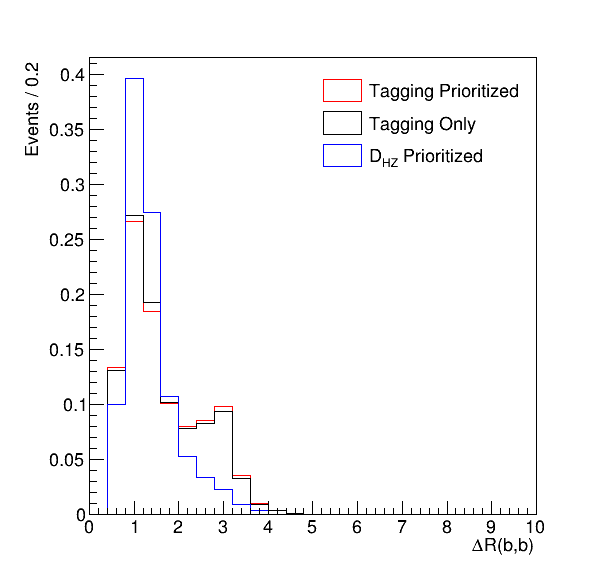 Events / 0.2
0.4
0.35
0.3
0.25
0.2
0.15
0.1
0.05
0
Tagging Prioritized
Tagging Only
D_HZ Prioritized
0 1 2 3 4 5 6 7 8 9 10
ΔR(b,b)